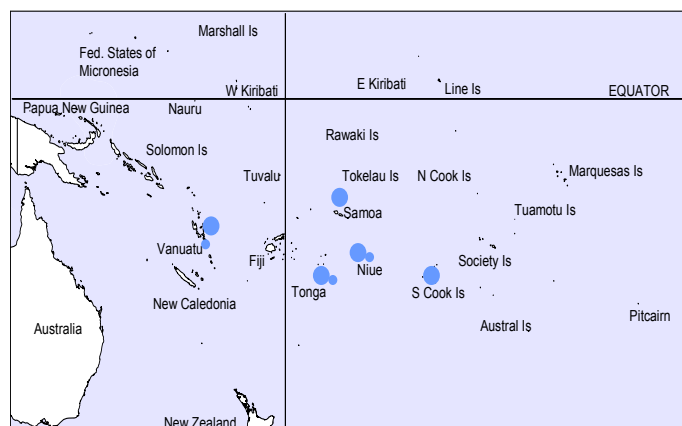 Marshall Is
Fed. States of
Micronesia
W Kiribati
E Kiribati
Line Is
EQUATOR
Papua New Guinea
Nauru
Rawaki Is
Solomon Is
Tuvalu
Tokelau Is
N Cook Is
Marquesas Is
Samoa
Tuamotu Is
Vanuatu
Fiji
Niue
Society Is
Tonga
S Cook Is
New Caledonia
Pitcairn
Australia
Austral Is
New Zealand